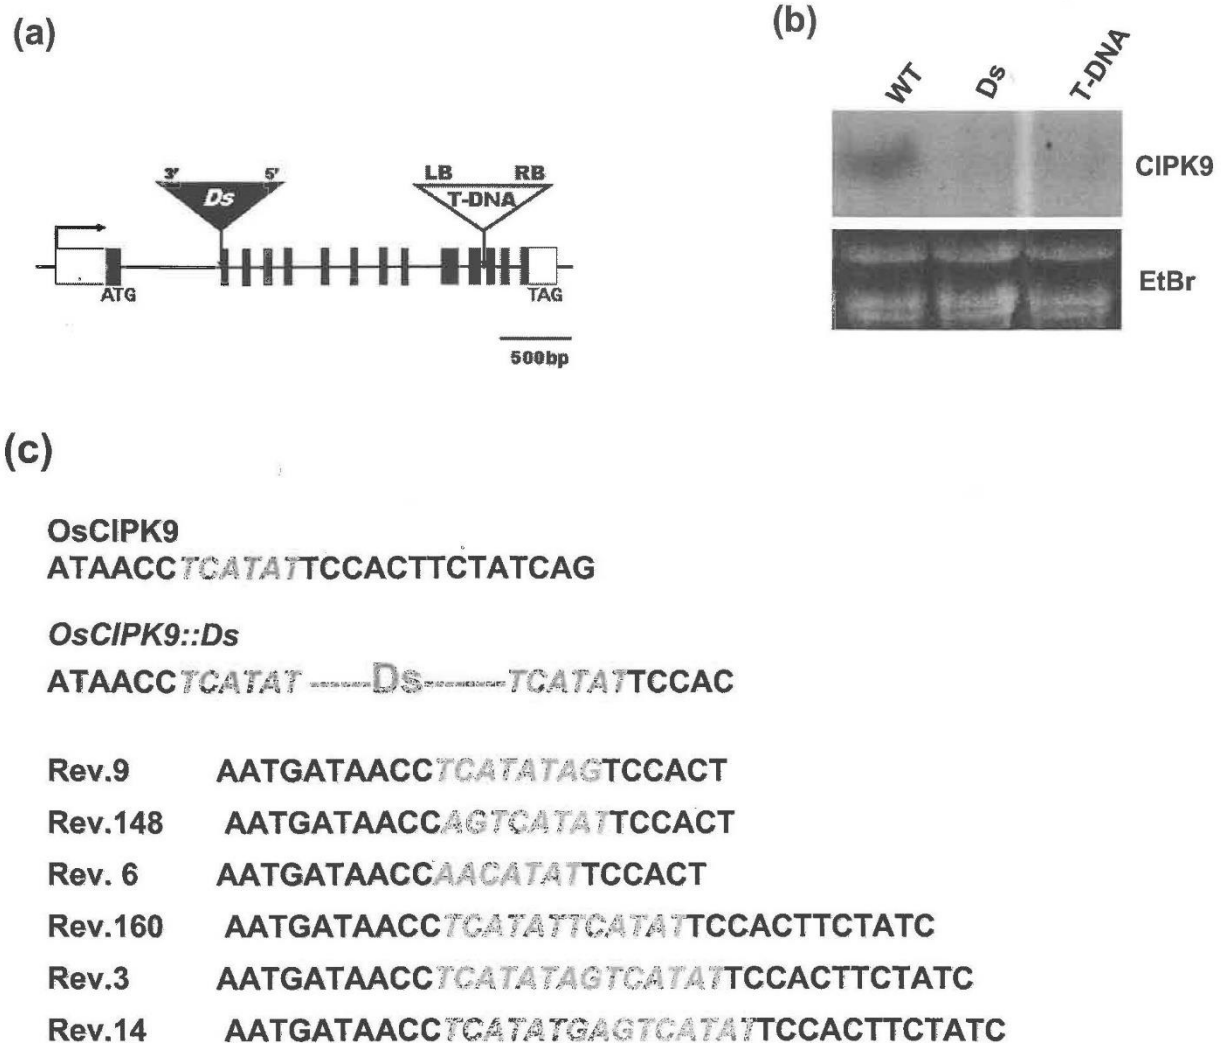 (a)
3' 5'
Ds
LB RB
T-DNA
ATG
TAG
500bp
(b)
WT Ds T-DNA
CIPK9
EtBr
(c)
OsCIPK9
ATAACCTCATATTCCACTTCTATCAG
OsCIPK9::Ds
ATAACCTCATAT -----Ds------TCATATTCCAC
Rev.9 AATGATAACCTCATATAGTCCACT
Rev.148 AATGATAACCAGTCATATTCCACT
Rev. 6 AATGATAACCAACATATTCCACT
Rev.160 AATGATAACCTCATATTCATATTCCACTTCTATC
Rev.3 AATGATAACCTCATATAGTCATATTCCACTTCTATC
Rev.14 AATGATAACCTCATATGAGTCATATTCCACTTCTATC